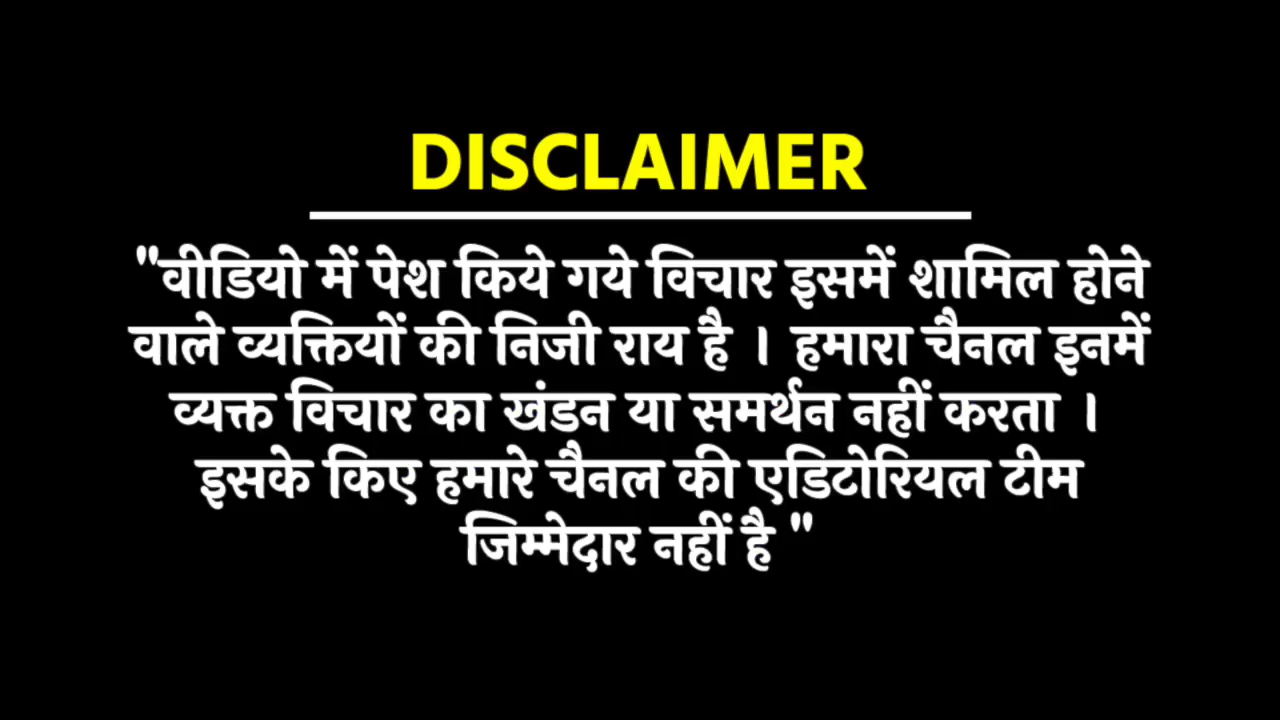 DISCLAIMER
"वीडियो में पेश किये गये विचार इसमें शामिल होने
वाले व्यक्तियों की निजी राय है । हमारा चैनल इनमें
व्यक्त विचार का खंडन या समर्थन नहीं करता ।
इसके किए हमारे चैनल की एडिटोरियल टीम
जिम्मेदार नहीं है "